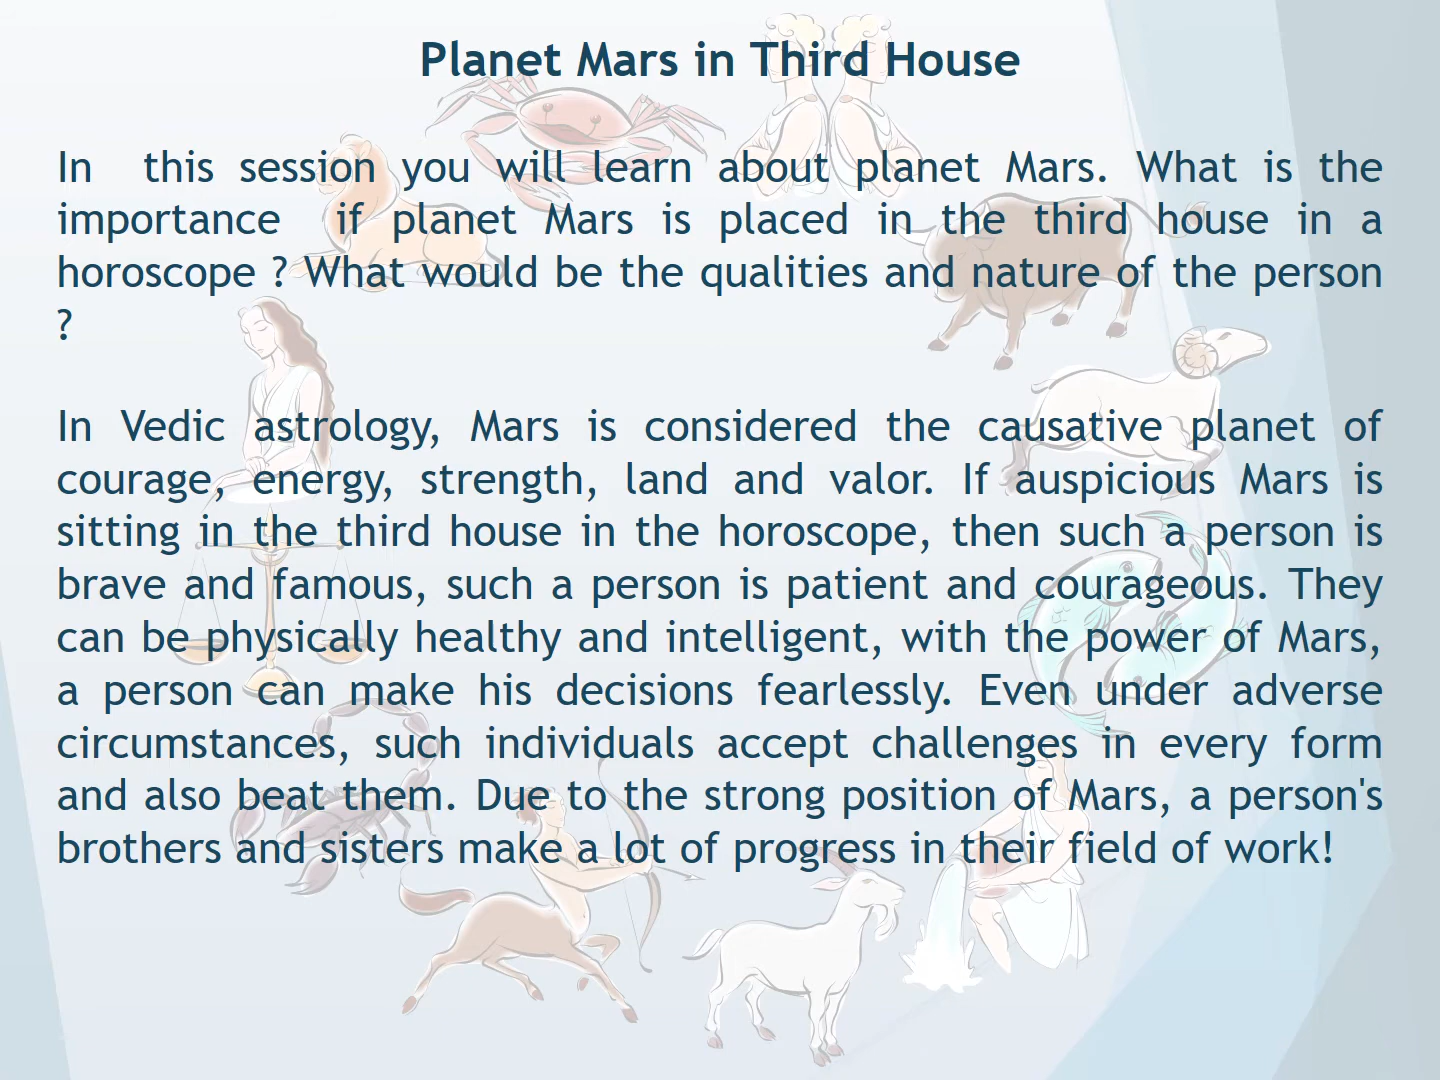 Planet Mars in Third House
In this session you will learn about planet Mars. What is the
importance if planet Mars is placed in the third house in a
horoscope ? What would be the qualities and nature of the person
?
In Vedic astrology, Mars is considered the causative planet of
courage, energy, strength, land and valor. If auspicious Mars is
sitting in the third house in the horoscope, then such a person is
brave and famous, such a person is patient and courageous. They
can be physically healthy and intelligent, with the power of Mars,
a person can make his decisions fearlessly. Even under adverse
circumstances, such individuals accept challenges in every form
and also beat them. Due to the strong position of Mars, a person's
brothers and sisters make a lot of progress in their field of work!